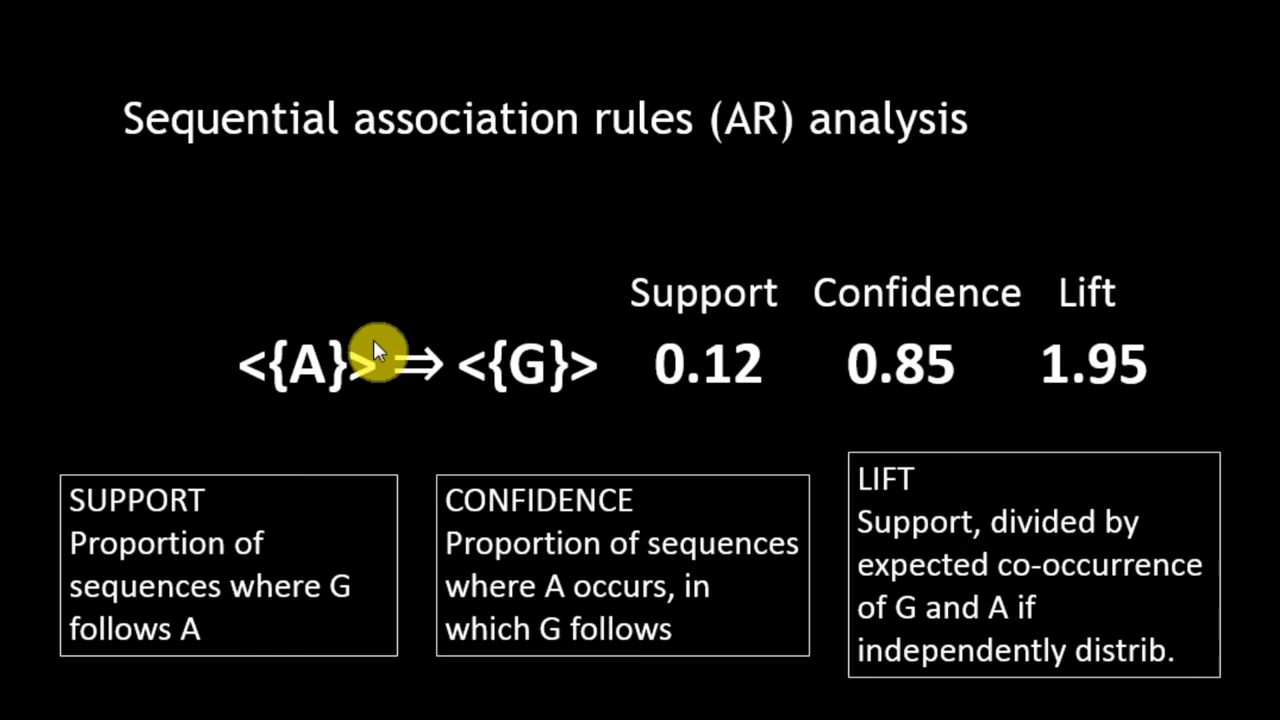 Sequential association rules (AR) analysis
Support Confidence Lift
<{A}> ⇒ <{G}> 0.12 0.85 1.95
SUPPORT
Proportion of
sequences where G
follows A
CONFIDENCE
Proportion of sequences
where A occurs, in
which G follows
LIFT
Support, divided by
expected co-occurrence
of G and A if
independently distrib.